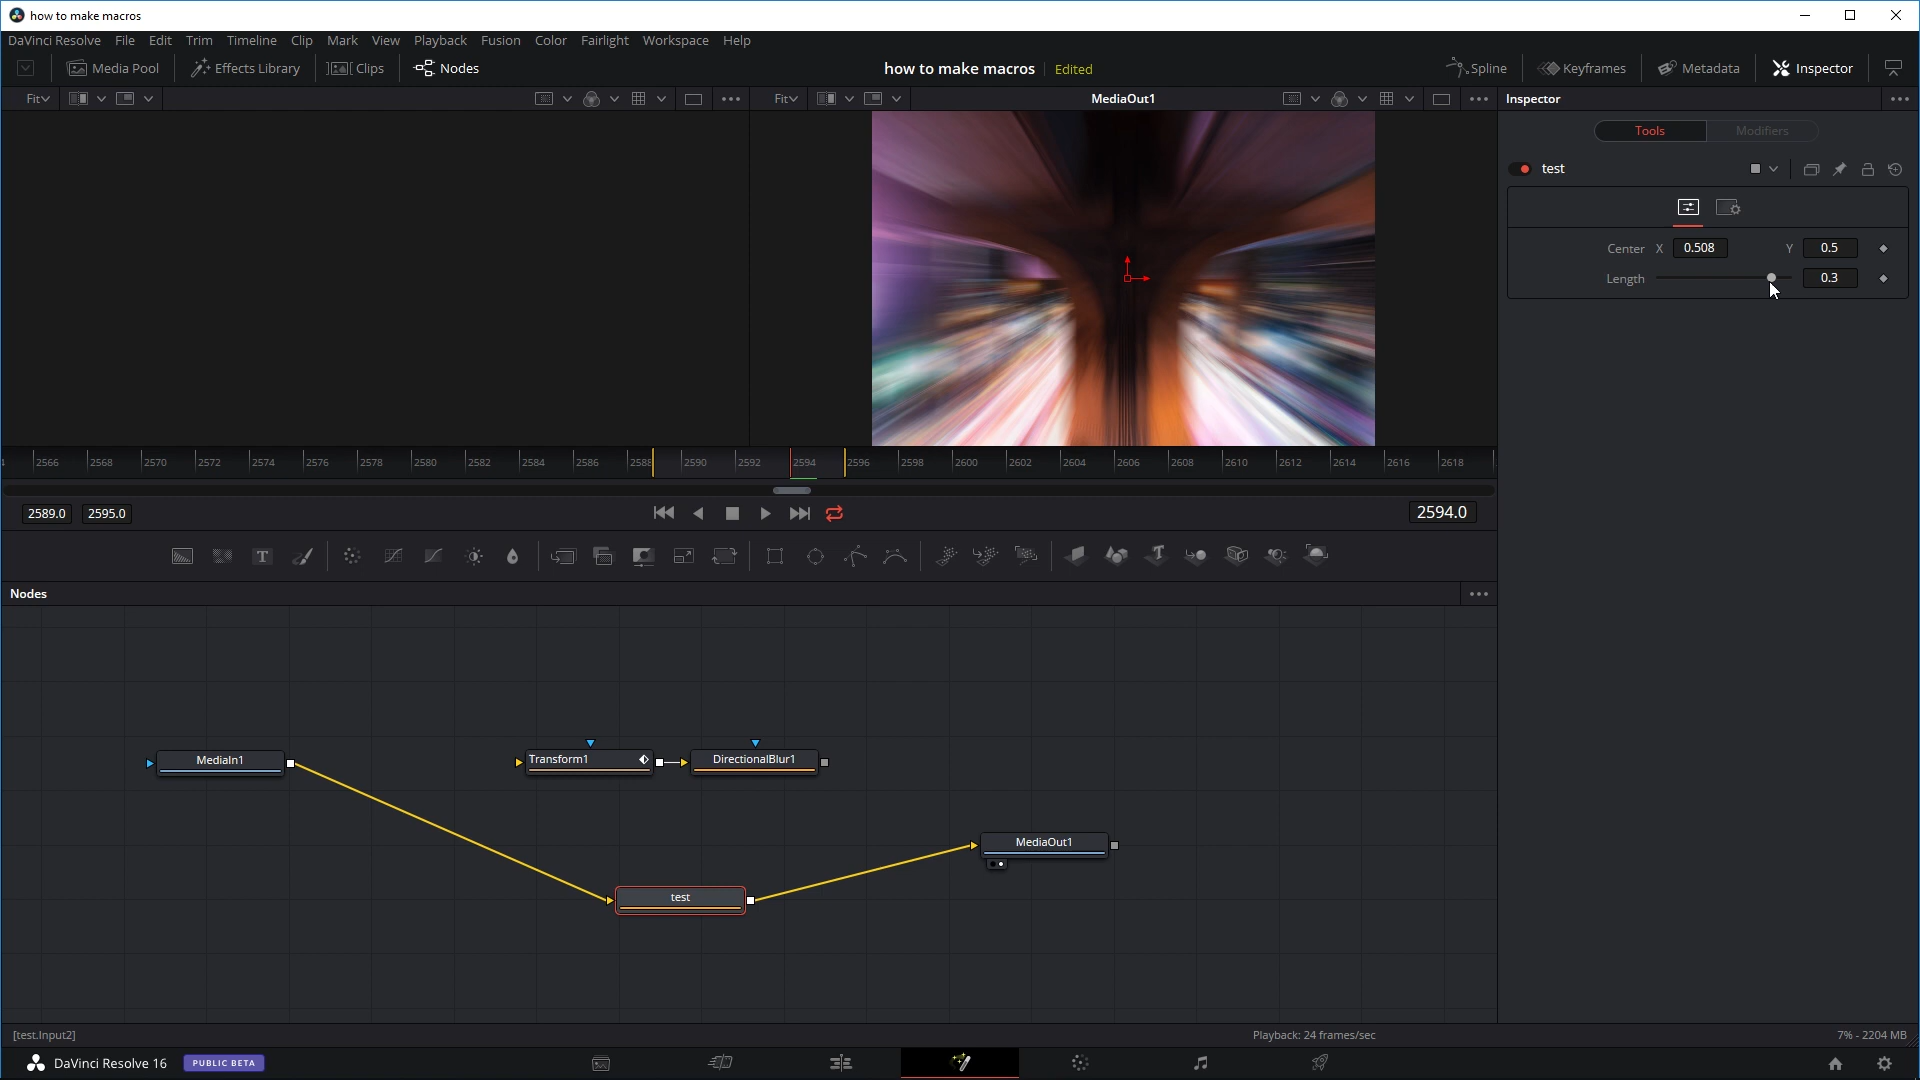 how to make macros
DaVinci Resolve File Edit Trim Timeline Clip Mark View Playback Fusion Color Fairlight Workspace Help
Media Pool Effects Library Clips Nodes how to make macros Edited Spline Keyframes Metadata Inspector
Fit Fit MediaOut1 Inspector
Tools Modifiers
test
Center X 0.508 Y 0.5
Length 0.3
2566 2568 2570 2572 2574 2576 2578 2580 2582 2584 2586 2588 2590 2592 2594 2596 2598 2600 2602 2604 2606 2608 2610 2612 2614 2616 2618
2589.0 2595.0 2594.0
Nodes
MediaIn1 Transform1 DirectionalBlur1
MediaOut1
test
[test.Input2] Playback: 24 frames/sec 7% - 2204 MB
DaVinci Resolve 16 PUBLIC BETA